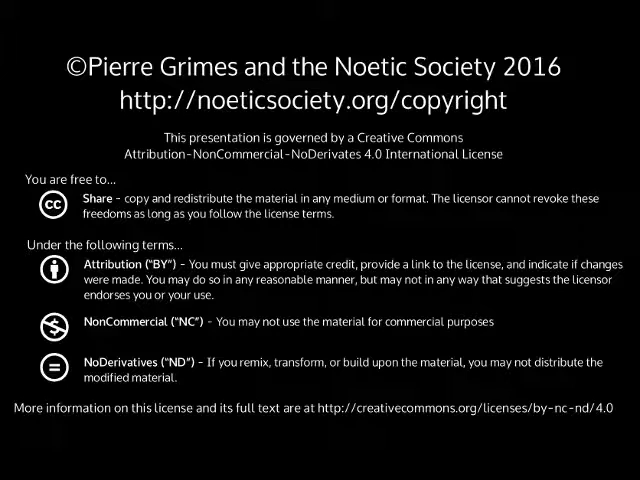 ©Pierre Grimes and the Noetic Society 2016
http://noeticsociety.org/copyright
This presentation is governed by a Creative Commons
Attribution-NonCommercial-NoDerivates 4.0 International License
You are free to...
cc
Share - copy and redistribute the material in any medium or format. The licensor cannot revoke these
freedoms as long as you follow the license terms.
Under the following terms...
Attribution ("BY") - You must give appropriate credit, provide a link to the license, and indicate if changes
were made. You may do so in any reasonable manner, but may not in any way that suggests the licensor
endorses you or your use.
NonCommercial ("NC") - You may not use the material for commercial purposes
NoDerivatives ("ND") - If you remix, transform, or build upon the material, you may not distribute the
modified material.
More information on this license and its full text are at http://creativecommons.org/licenses/by-nc-nd/4.0